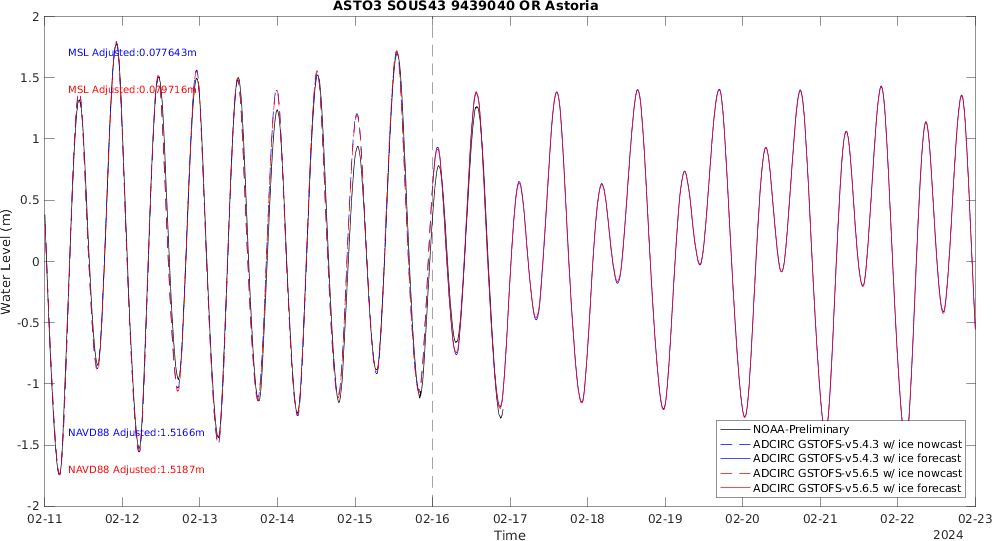 ASTO3 SOUS43 9439040 OR Astoria
2
1.5
1
0.5
0
-0.5
-1
-1.5
-2
Water Level (m)
MSL Adjusted:0.077643m
MSL Adjusted:0.079716m
NAVD88 Adjusted:1.5166m
NAVD88 Adjusted:1.5187m
NOAA-Preliminary
ADCIRC GSTOFS-v5.4.3 w/ ice nowcast
ADCIRC GSTOFS-v5.4.3 w/ ice forecast
ADCIRC GSTOFS-v5.6.5 w/ ice nowcast
ADCIRC GSTOFS-v5.6.5 w/ ice forecast
02-11 02-12 02-13 02-14 02-15 02-16 02-17 02-18 02-19 02-20 02-21 02-22 02-23
Time
2024